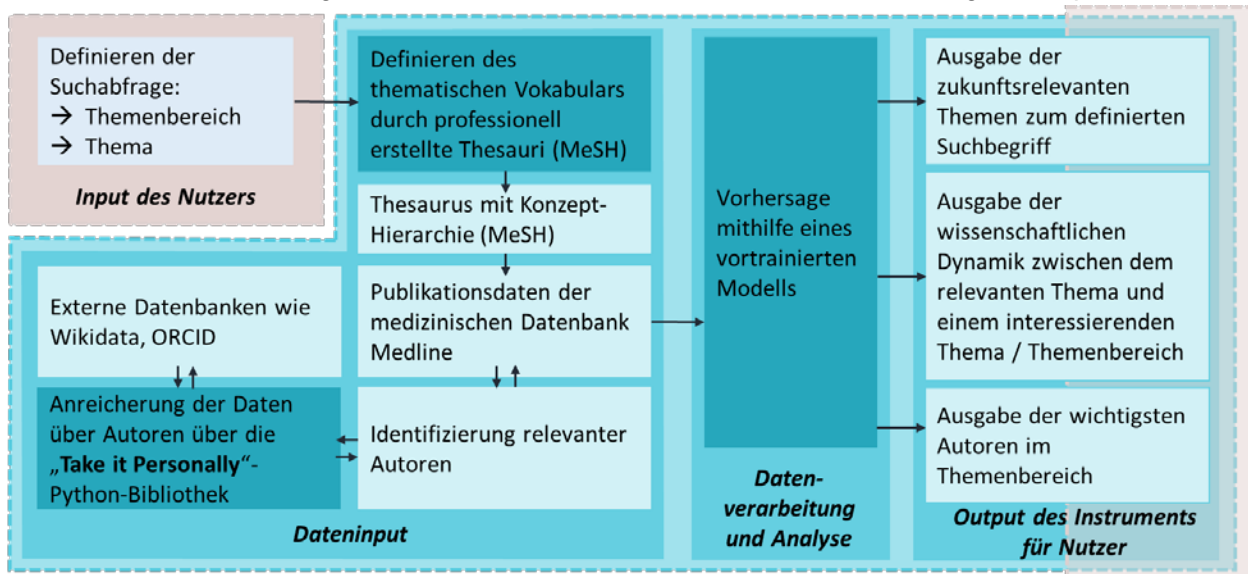 Definieren der
Suchabfrage:
→ Themenbereich
→ Thema
Input des Nutzers
Definieren des
thematischen Vokabulars
durch professionell
erstellte Thesauri (MeSH)
Thesaurus mit Konzept-
Hierarchie (MeSH)
Externe Datenbanken wie
Wikidata, ORCID
Publikationsdaten der
medizinischen Datenbank
Medline
Anreicherung der Daten
über Autoren über die
„Take it Personally“-
Python-Bibliothek
Identifizierung relevanter
Autoren
Dateninput
Vorhersage
mithilfe eines
vortrainierten
Modells
Daten-
verarbeitung
und Analyse
Ausgabe der
zukunftsrelevanten
Themen zum definierten
Suchbegriff
Ausgabe der
wissenschaftlichen
Dynamik zwischen dem
relevanten Thema und
einem interessierenden
Thema / Themenbereich
Ausgabe der wichtigsten
Autoren im
Themenbereich
Output des Instruments
für Nutzer